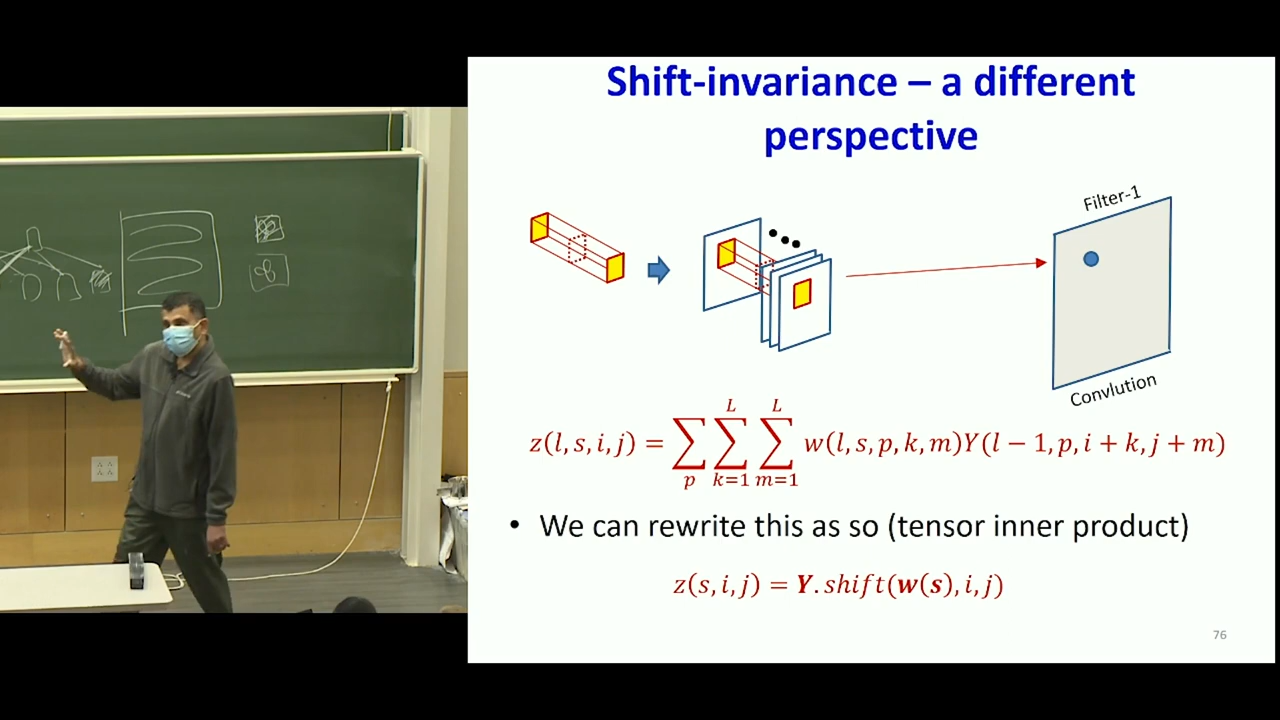 Shift-invariance – a different
perspective
Filter-1
Convlution
z(l, s, i, j) = ∑_p ∑_{k=1}^{L} ∑_{m=1}^{L} w(l, s, p, k, m)Y(l − 1, p, i + k, j + m)
• We can rewrite this as so (tensor inner product)
z(s, i, j) = Y.shift(w(s), i, j)
76